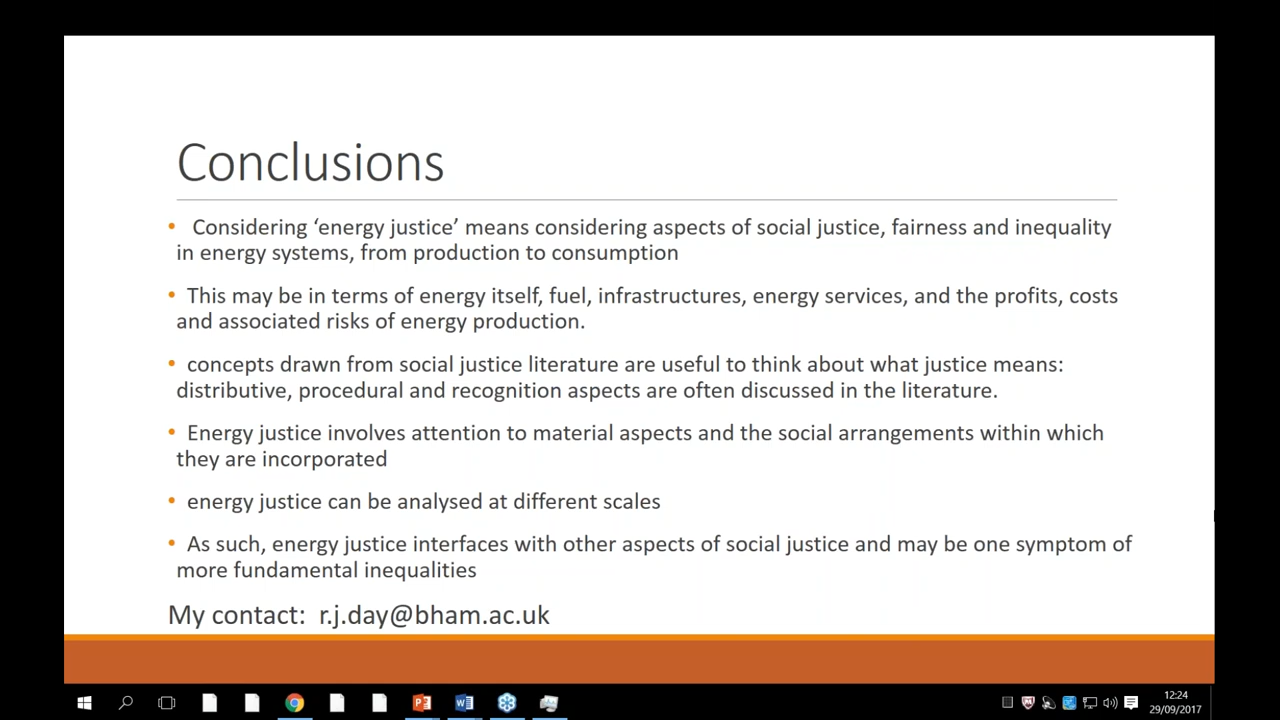 Conclusions
• Considering ‘energy justice’ means considering aspects of social justice, fairness and inequality
in energy systems, from production to consumption
• This may be in terms of energy itself, fuel, infrastructures, energy services, and the profits, costs
and associated risks of energy production.
• concepts drawn from social justice literature are useful to think about what justice means:
distributive, procedural and recognition aspects are often discussed in the literature.
• Energy justice involves attention to material aspects and the social arrangements within which
they are incorporated
• energy justice can be analysed at different scales
• As such, energy justice interfaces with other aspects of social justice and may be one symptom of
more fundamental inequalities
My contact: r.j.day@bham.ac.uk
12:24
29/09/2017